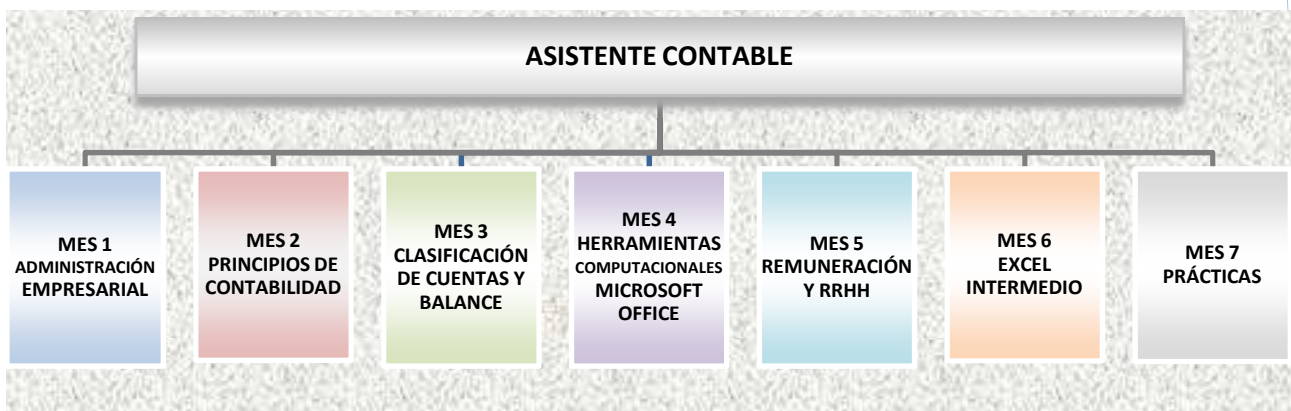 ASISTENTE CONTABLE
MES 1
ADMINISTRACIÓN
EMPRESARIAL
MES 2
PRINCIPIOS DE
CONTABILIDAD
MES 3
CLASIFICACIÓN
DE CUENTAS Y
BALANCE
MES 4
HERRAMIENTAS
COMPUTACIONALES
MICROSOFT
OFFICE
MES 5
REMUNERACIÓN
Y RRHH
MES 6
EXCEL
INTERMEDIO
MES 7
PRÁCTICAS